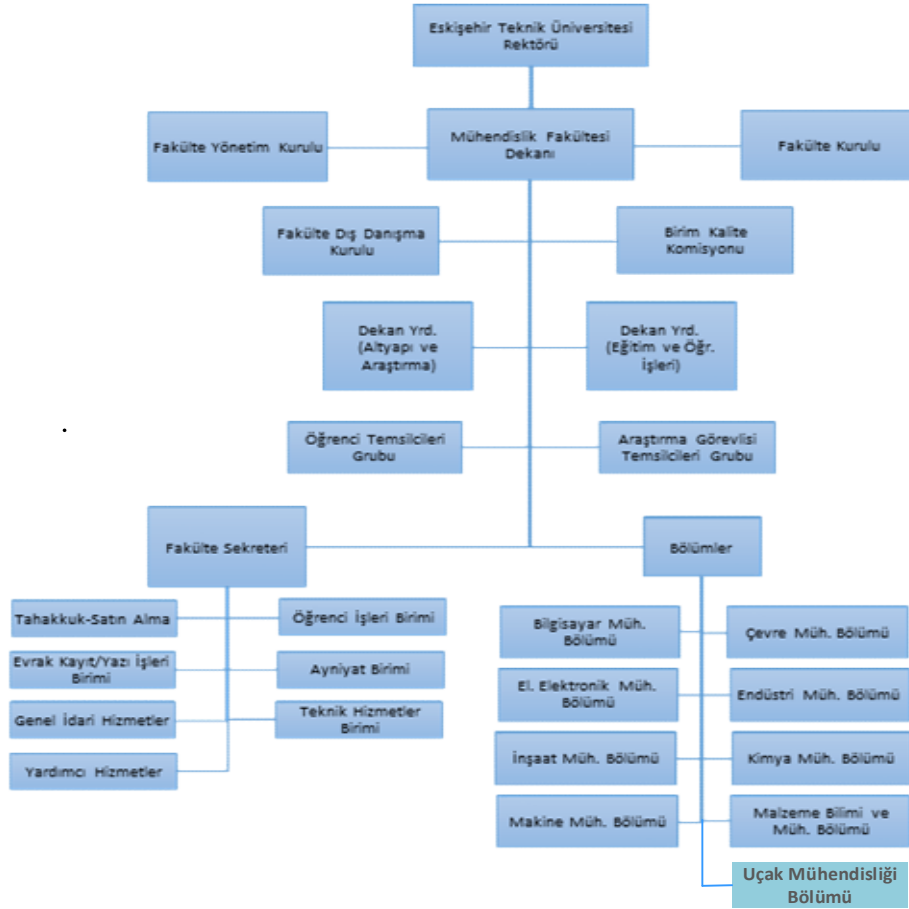 Eskişehir Teknik Üniversitesi
Rektörü
Fakülte Yönetim Kurulu
Mühendislik Fakültesi
Dekanı
Fakülte Kurulu
Fakülte Dış Danışma
Kurulu
Birim Kalite
Komisyonu
Dekan Yrd.
(Altyapı ve
Araştırma)
Dekan Yrd.
(Eğitim ve Öğr.
İşleri)
Öğrenci Temsilcileri
Grubu
Araştırma Görevlisi
Temsilcileri Grubu
Fakülte Sekreteri
Bölümler
Tahakkuk-Satın Alma
Öğrenci İşleri Birimi
Evrak Kayıt/Yazı İşleri
Birimi
Ayniyat Birimi
Genel İdari Hizmetler
Teknik Hizmetler
Birimi
Yardımcı Hizmetler
Bilgisayar Müh.
Bölümü
Çevre Müh. Bölümü
El. Elektronik Müh.
Bölümü
Endüstri Müh. Bölümü
İnşaat Müh. Bölümü
Kimya Müh. Bölümü
Makine Müh. Bölümü
Malzeme Bilimi ve
Müh. Bölümü
Uçak Mühendisliği
Bölümü